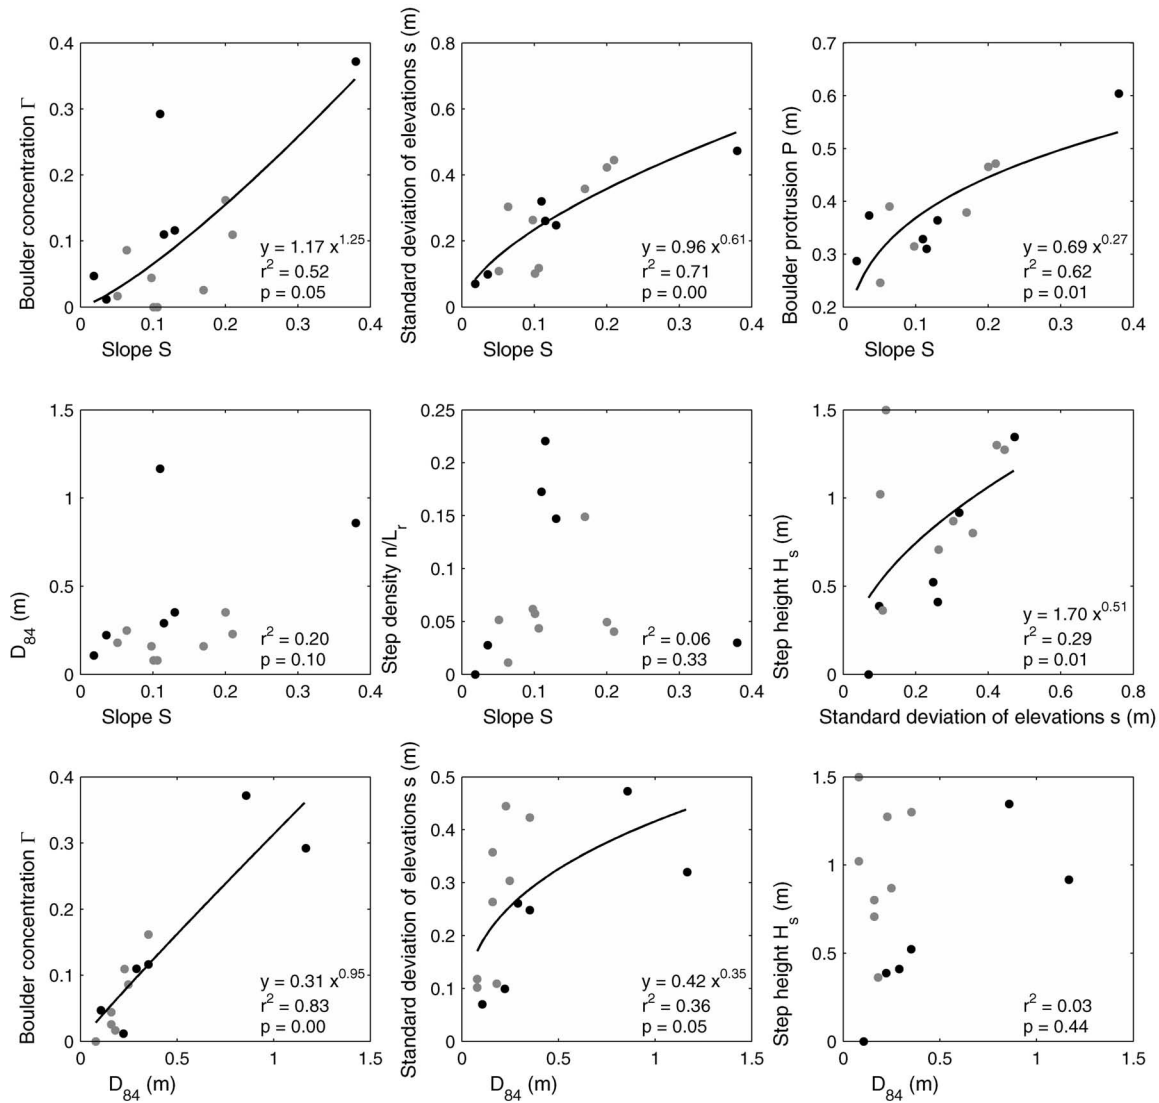 0.4
0.3
0.2
0.1
0
0 0.1 0.2 0.3 0.4
Boulder concentration Γ
Slope S
y = 1.17 x^1.25
r² = 0.52
p = 0.05
0.8
0.6
0.4
0.2
0
0 0.1 0.2 0.3 0.4
Standard deviation of elevations s (m)
Slope S
y = 0.96 x^0.61
r² = 0.71
p = 0.00
0.7
0.6
0.5
0.4
0.3
0.2
0 0.1 0.2 0.3 0.4
Boulder protrusion P (m)
Slope S
y = 0.69 x^0.27
r² = 0.62
p = 0.01
1.5
1
0.5
0
0 0.1 0.2 0.3 0.4
D₈₄ (m)
Slope S
r² = 0.20
p = 0.10
0.25
0.2
0.15
0.1
0.05
0
0 0.1 0.2 0.3 0.4
Step density n/Lᵣ
Slope S
r² = 0.06
p = 0.33
1.5
1
0.5
0
0 0.2 0.4 0.6 0.8
Step height Hₛ (m)
Standard deviation of elevations s (m)
y = 1.70 x^0.51
r² = 0.29
p = 0.01
0.4
0.3
0.2
0.1
0
0 0.5 1 1.5
Boulder concentration Γ
D₈₄ (m)
y = 0.31 x^0.95
r² = 0.83
p = 0.00
0.5
0.4
0.3
0.2
0.1
0
0 0.5 1 1.5
Standard deviation of elevations s (m)
D₈₄ (m)
y = 0.42 x^0.35
r² = 0.36
p = 0.05
1.5
1
0.5
0
0 0.5 1 1.5
Step height Hₛ (m)
D₈₄ (m)
r² = 0.03
p = 0.44